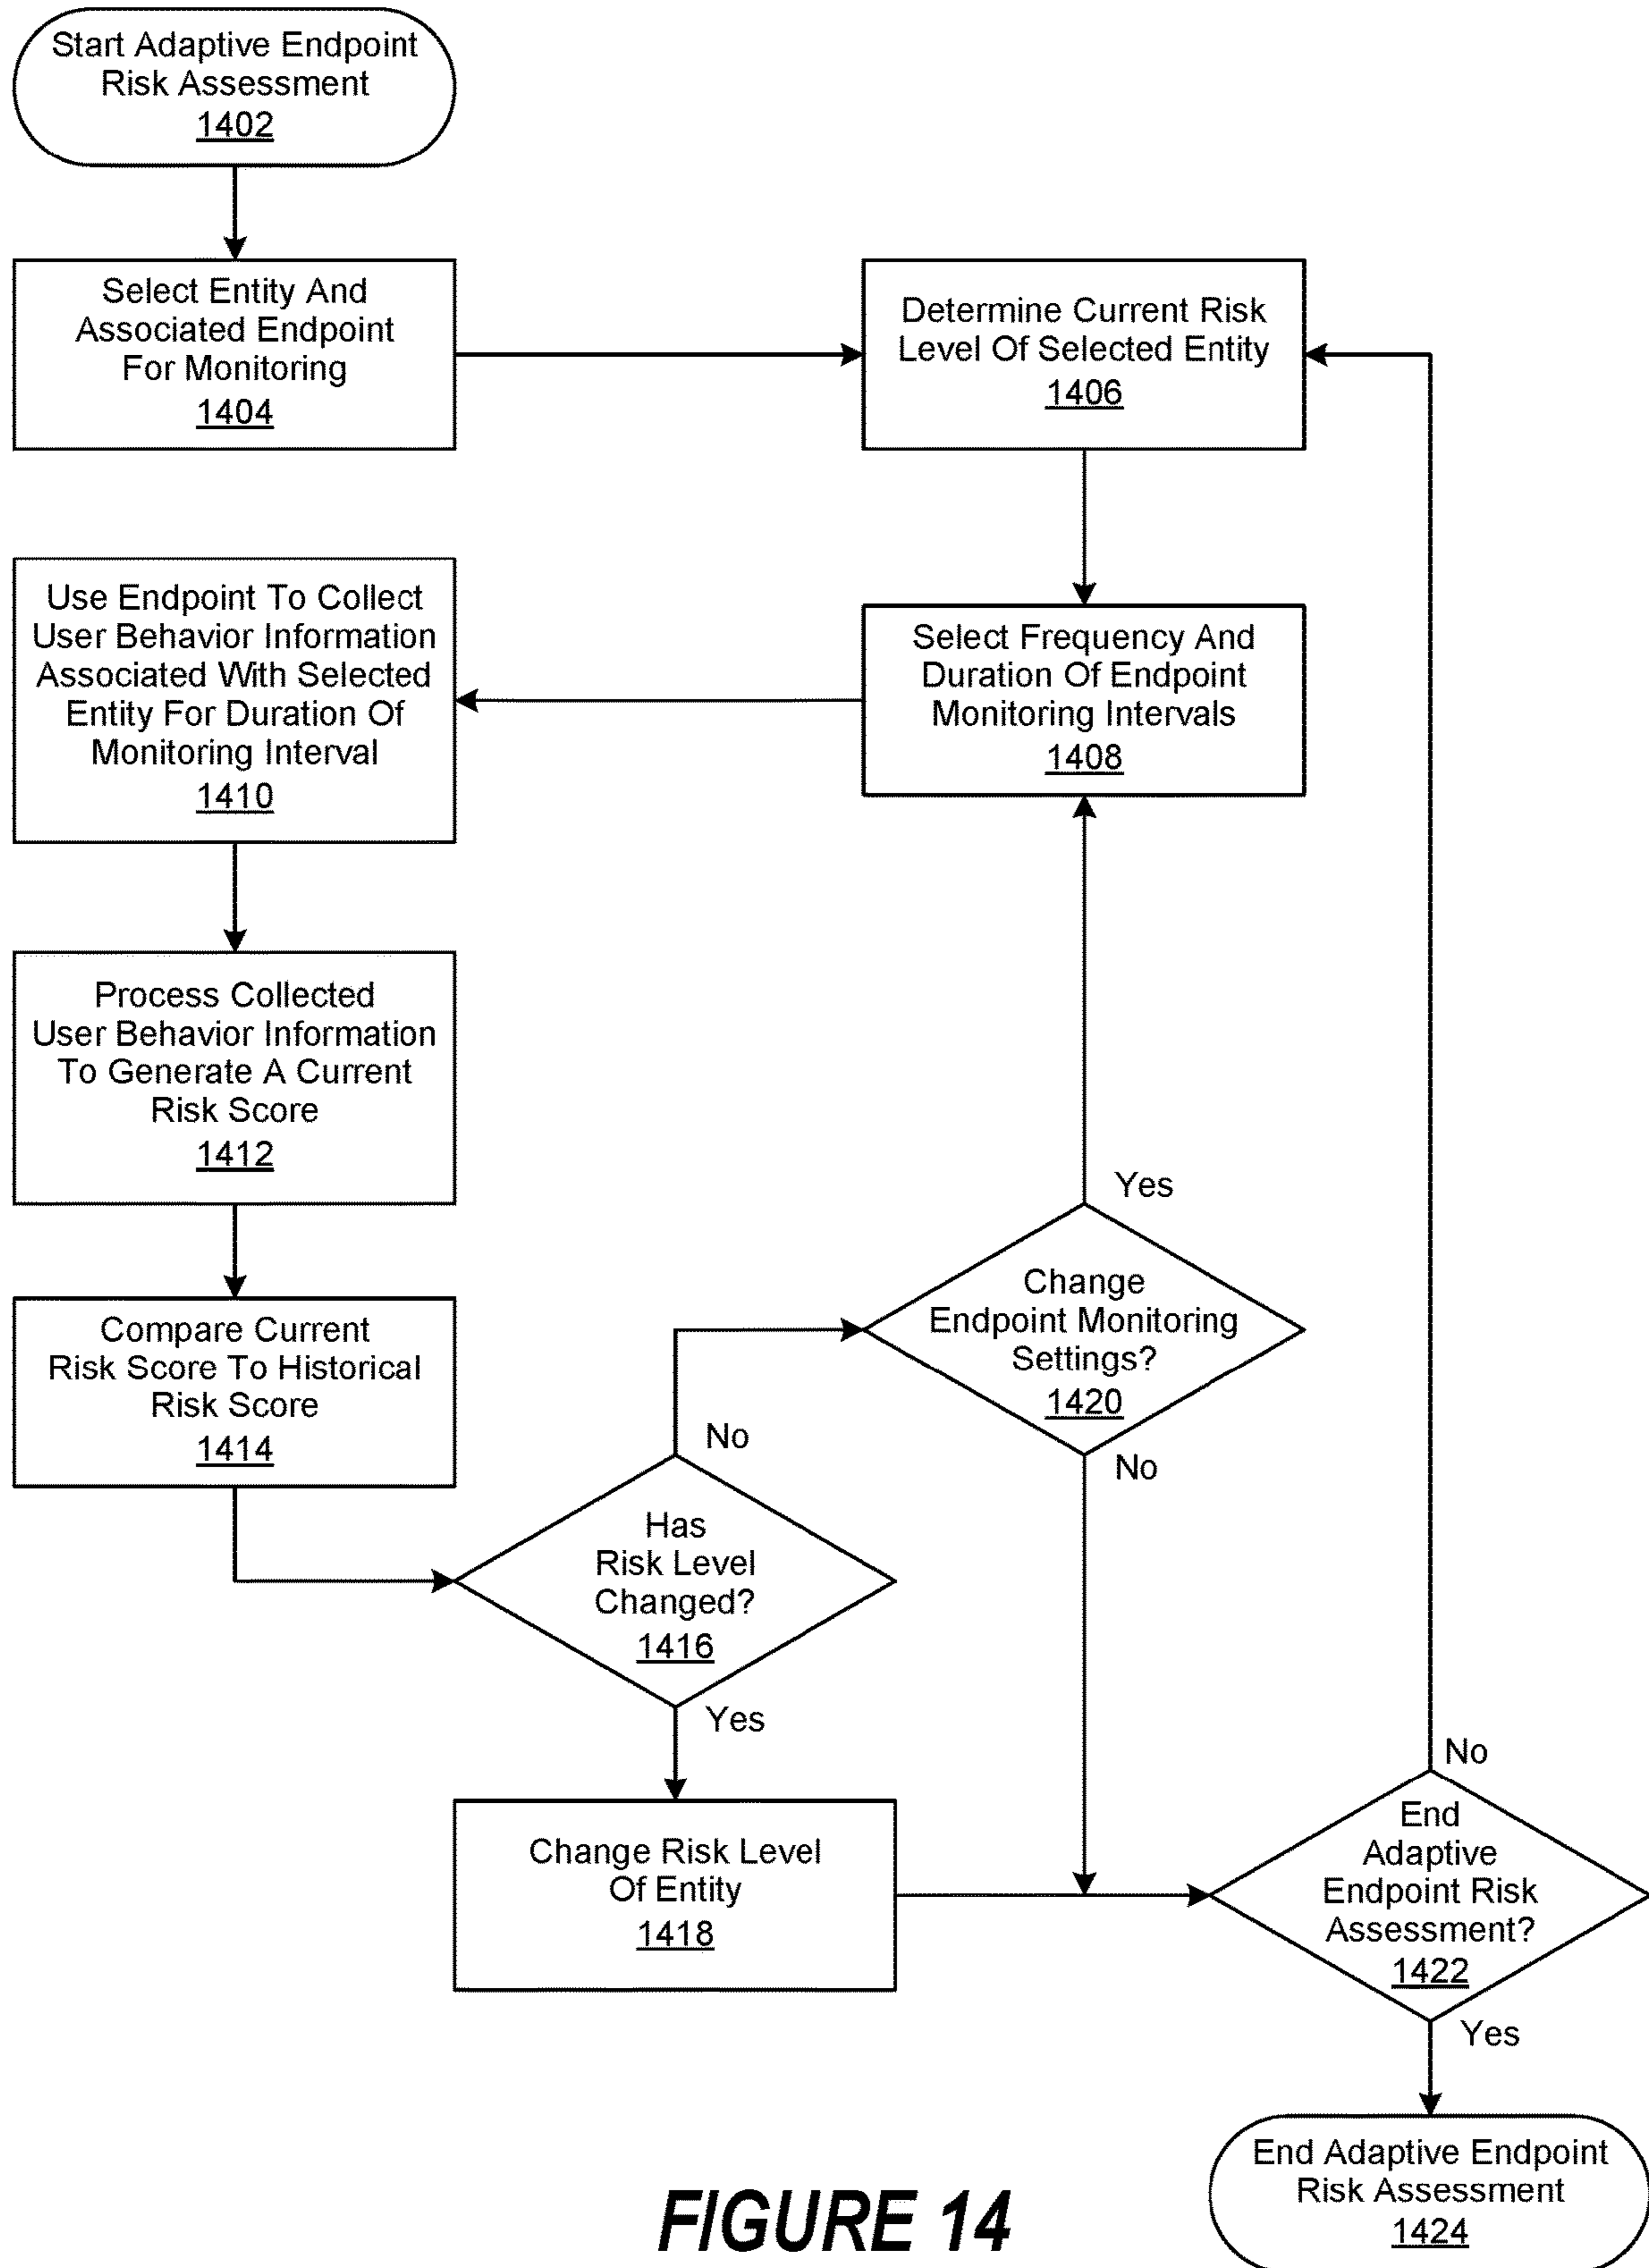 Start Adaptive Endpoint
Risk Assessment
1402
Select Entity And
Associated Endpoint
For Monitoring
1404
Determine Current Risk
Level Of Selected Entity
1406
Use Endpoint To Collect
User Behavior Information
Associated With Selected
Entity For Duration Of
Monitoring Interval
1410
Select Frequency And
Duration Of Endpoint
Monitoring Intervals
1408
Process Collected
User Behavior Information
To Generate A Current
Risk Score
1412
Yes
Change
Endpoint Monitoring
Settings?
1420
No
Compare Current
Risk Score To Historical
Risk Score
1414
No
Has
Risk Level
Changed?
1416
Yes
Change Risk Level
Of Entity
1418
No
End
Adaptive
Endpoint Risk
Assessment?
1422
Yes
End Adaptive Endpoint
Risk Assessment
1424
FIGURE 14